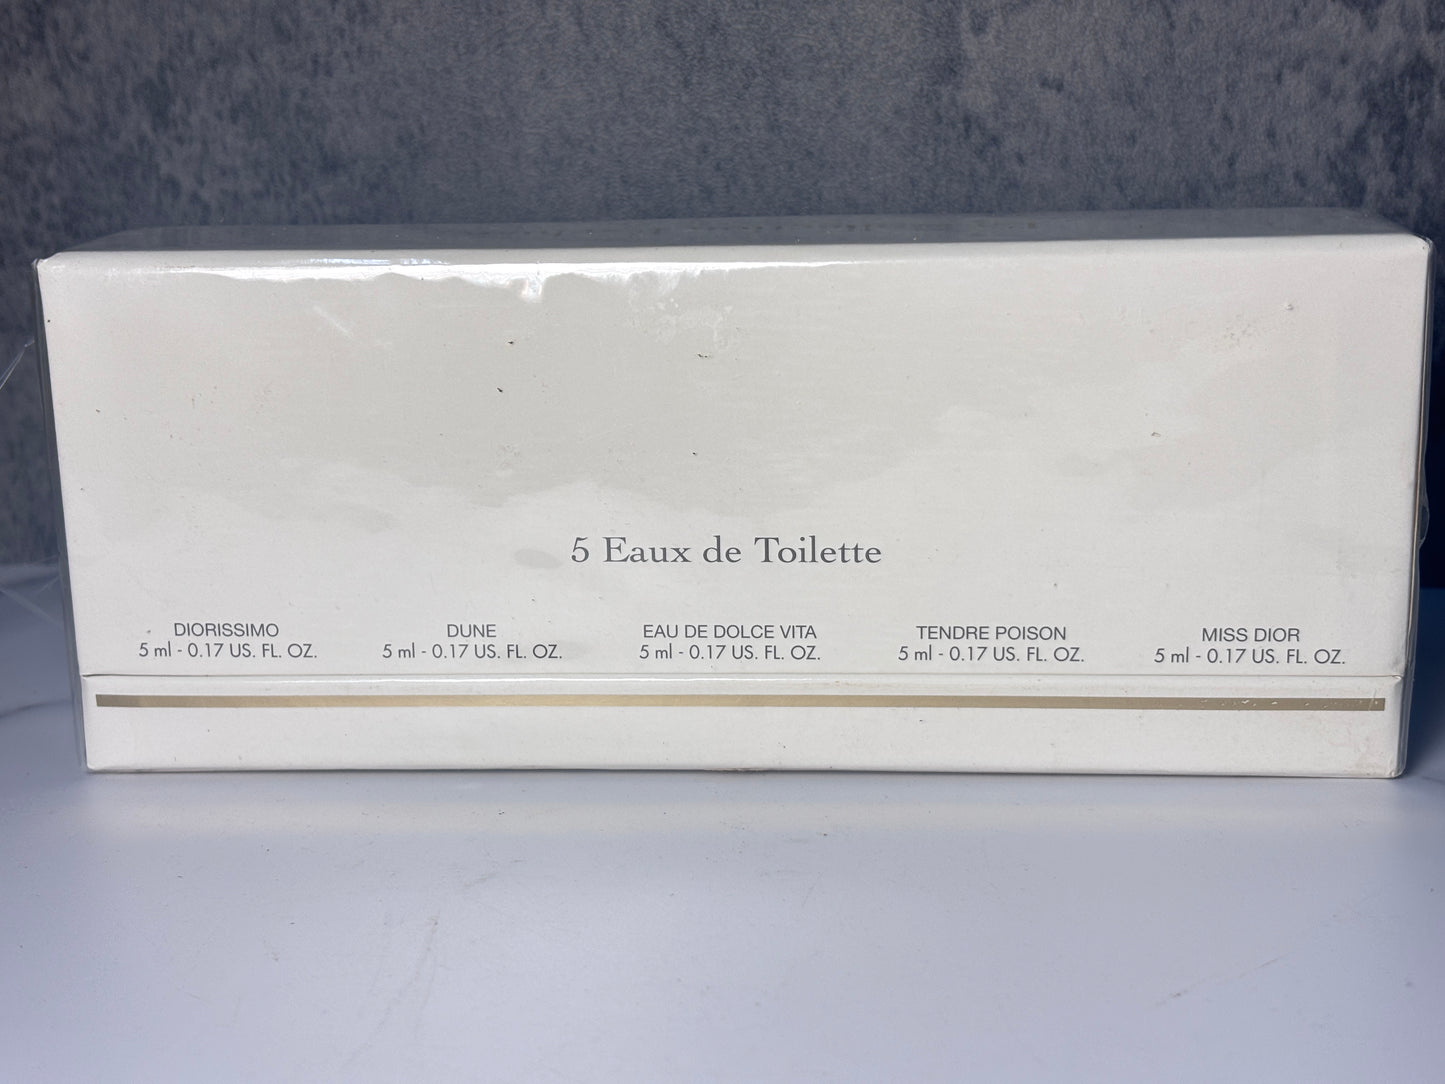 5 Eaux de Toilette
DIORISSIMO
5 ml - 0.17 US. FL. OZ.
DUNE
5 ml - 0.17 US. FL. OZ.
EAU DE DOLCE VITA
5 ml - 0.17 US. FL. OZ.
TENDRE POISON
5 ml - 0.17 US. FL. OZ.
MISS DIOR
5 ml - 0.17 US. FL. OZ.